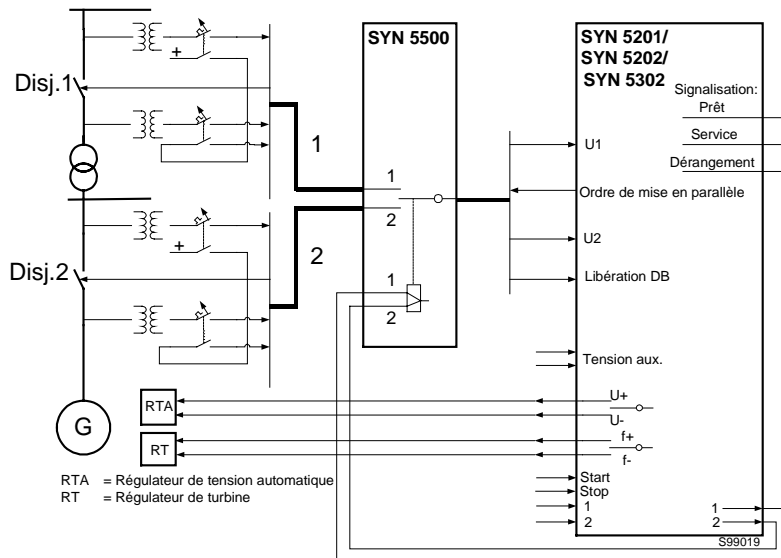 SYN 5500
SYN 5201/
SYN 5202/
SYN 5302
Signalisation:
Prêt
Service
Dérangement
+
Disj.1
1
1
2
U1
Ordre de mise en parallèle
U2
Libération DB
2
+
Disj.2
1
2
Tension aux.
G
RTA
RT
U+
U-
f+
f-
RTA = Régulateur de tension automatique
RT = Régulateur de turbine
Start
Stop
1
2
1
2
S99019